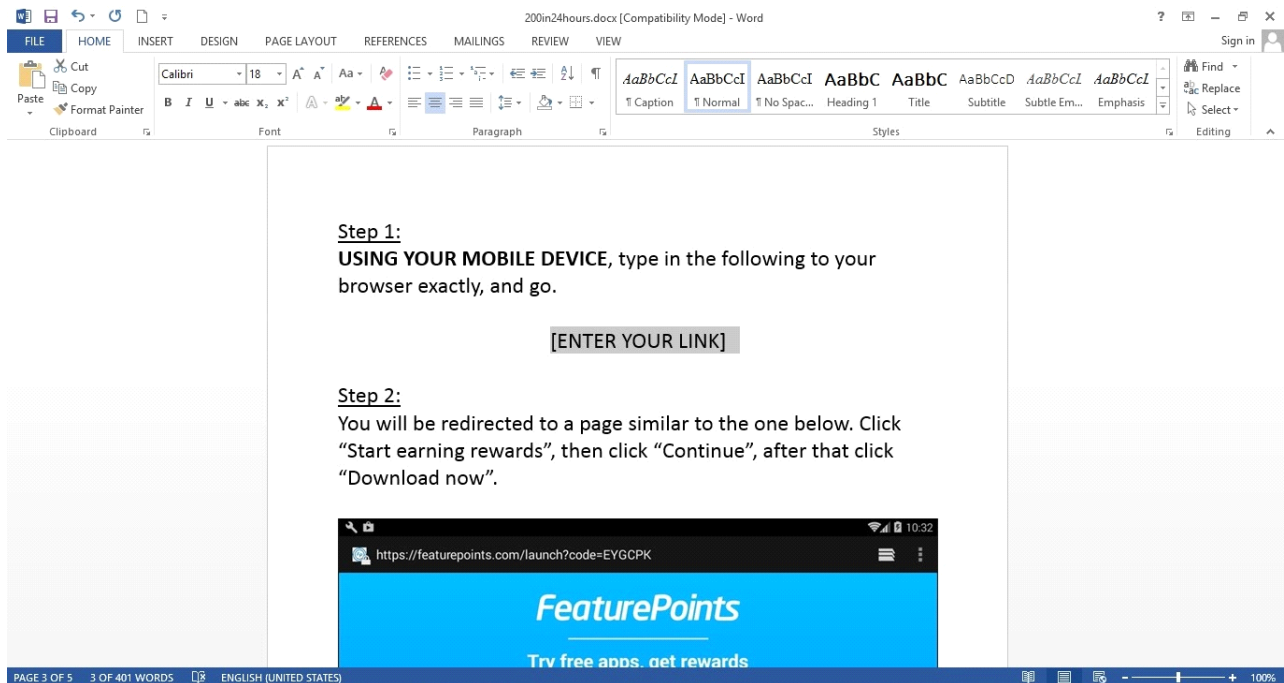 200in24hours.docx [Compatibility Mode] - Word
FILE HOME INSERT DESIGN PAGE LAYOUT REFERENCES MAILINGS REVIEW VIEW Sign in
Paste
Cut
Copy
Format Painter
Clipboard
Calibri 18
Font
Paragraph
AaBbCcI AaBbCcI AaBbCcI AaBbC AaBbC AaBbCcD AaBbCcI AaBbCcI
¶ Caption ¶ Normal ¶ No Spac... Heading 1 Title Subtitle Subtle Em... Emphasis
Styles
Find
Replace
Select
Editing
Step 1:
USING YOUR MOBILE DEVICE, type in the following to your
browser exactly, and go.
[ENTER YOUR LINK]
Step 2:
You will be redirected to a page similar to the one below. Click
“Start earning rewards”, then click “Continue”, after that click
“Download now”.
10:32
https://featurepoints.com/launch?code=EYGCPK
FeaturePoints
Try free apps, get rewards
PAGE 3 OF 5 3 OF 401 WORDS ENGLISH (UNITED STATES) 100%